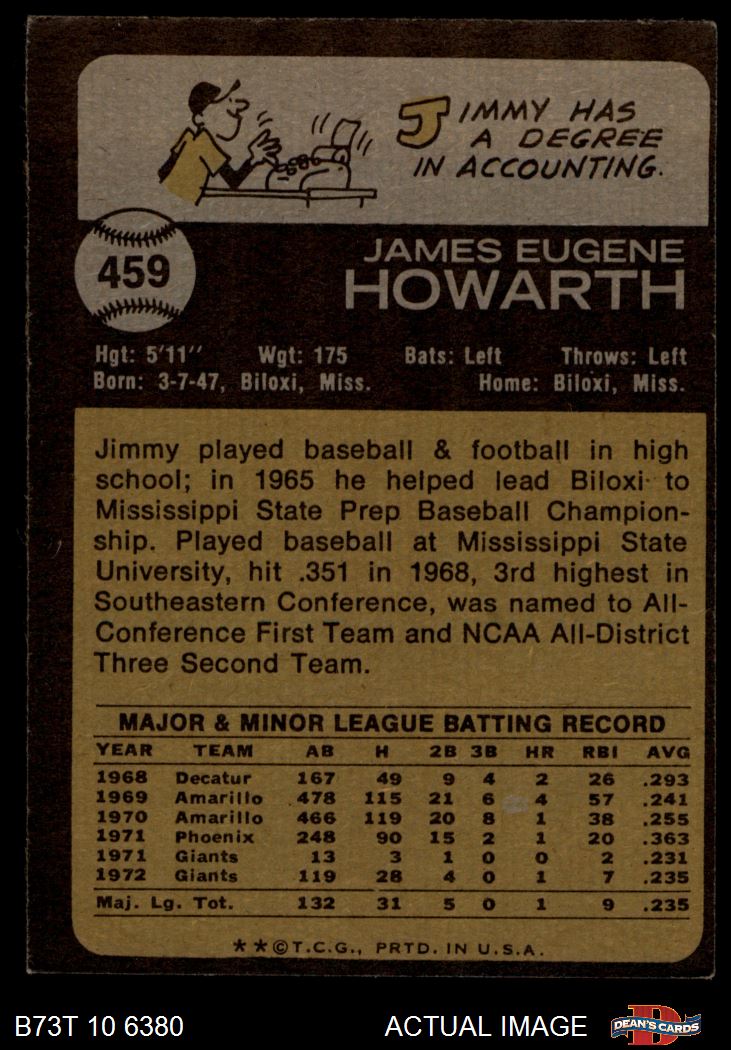 JIMMY HAS
A DEGREE
IN ACCOUNTING.
459
JAMES EUGENE
HOWARTH
Hgt: 5'11" Wgt: 175 Bats: Left Throws: Left
Born: 3-7-47, Biloxi, Miss. Home: Biloxi, Miss.
Jimmy played baseball & football in high
school; in 1965 he helped lead Biloxi to
Mississippi State Prep Baseball Champion-
ship. Played baseball at Mississippi State
University, hit .351 in 1968, 3rd highest in
Southeastern Conference, was named to All-
Conference First Team and NCAA All-District
Three Second Team.
MAJOR & MINOR LEAGUE BATTING RECORD
YEAR TEAM AB H 2B 3B HR RBI AVG
1968 Decatur 167 49 9 4 2 26 .293
1969 Amarillo 478 115 21 6 4 57 .241
1970 Amarillo 466 119 20 8 1 38 .255
1971 Phoenix 248 90 15 2 1 20 .363
1971 Giants 13 3 1 0 0 2 .231
1972 Giants 119 28 4 0 1 7 .235
Maj. Lg. Tot. 132 31 5 0 1 9 .235
**©T.C.G., PRTD. IN U.S.A.
B73T 10 6380 ACTUAL IMAGE D DEAN'S CARDS